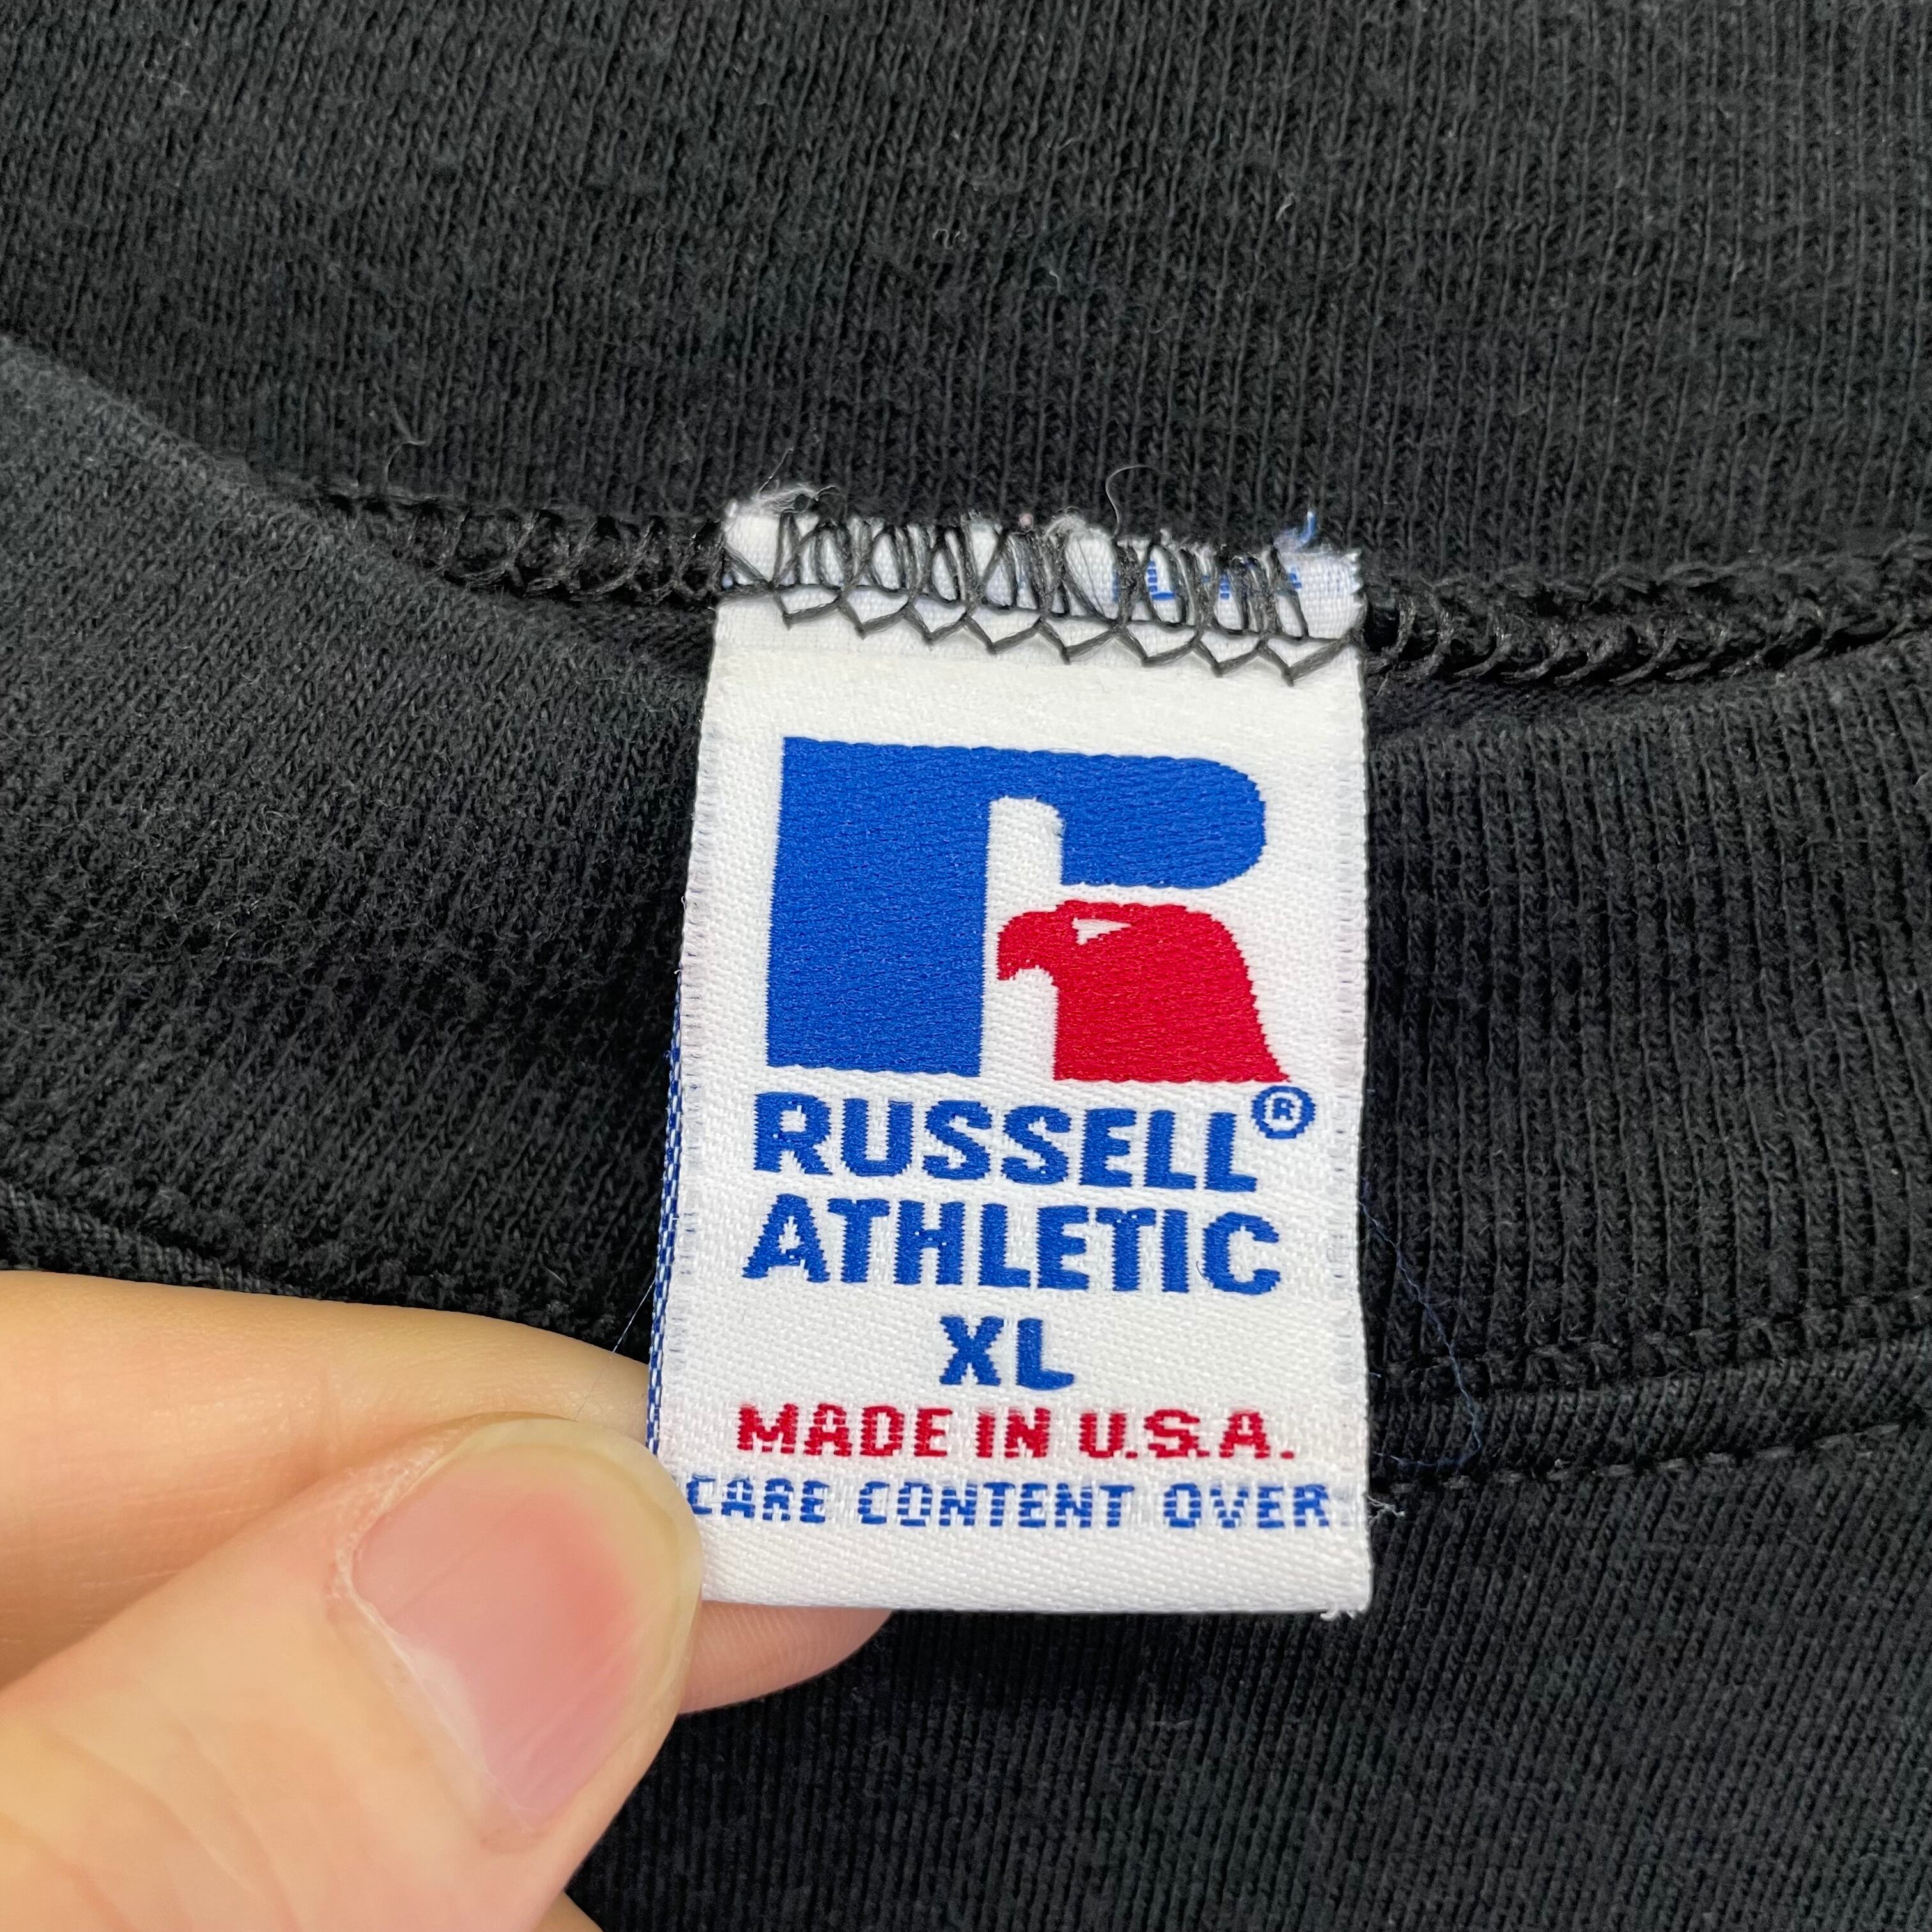 RUSSELL®
ATHLETIC
XL
MADE IN U.S.A.
CARE CONTENT OVER